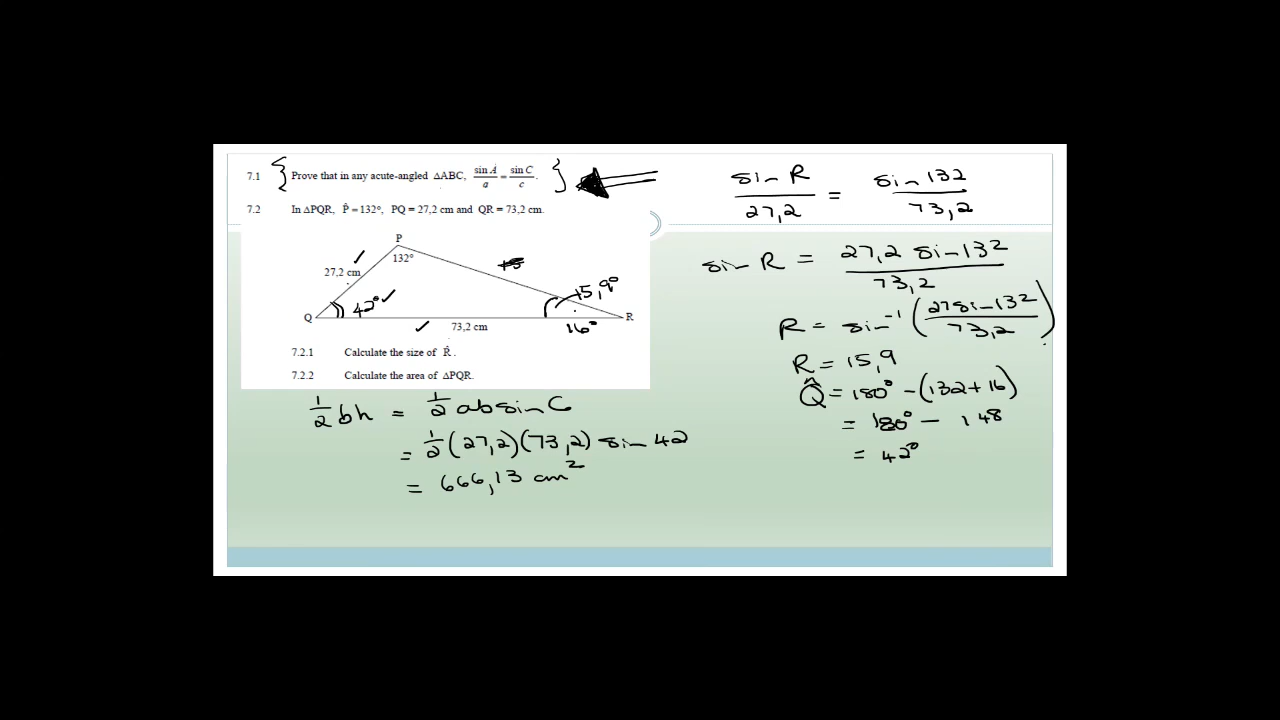 7.1 Prove that in any acute-angled ΔABC, sin A/a = sin C/c.
7.2 In ΔPQR, P̂ = 132°, PQ = 27,2 cm and QR = 73,2 cm.
P
132°
27,2 cm
42°
15,9°
Q
R
73,2 cm
16°
7.2.1 Calculate the size of R̂.
7.2.2 Calculate the area of ΔPQR.
1/2 bh = 1/2 ab sin C
= 1/2 (27,2)(73,2) sin 42
= 666,13 cm²
sin R / 27,2 = sin 132 / 73,2
sin R = 27,2 sin 132 / 73,2
R = sin⁻¹ (27 sin 132 / 73,2)
R = 15,9
Q̂ = 180° - (132 + 16)
= 180° - 148
= 42°